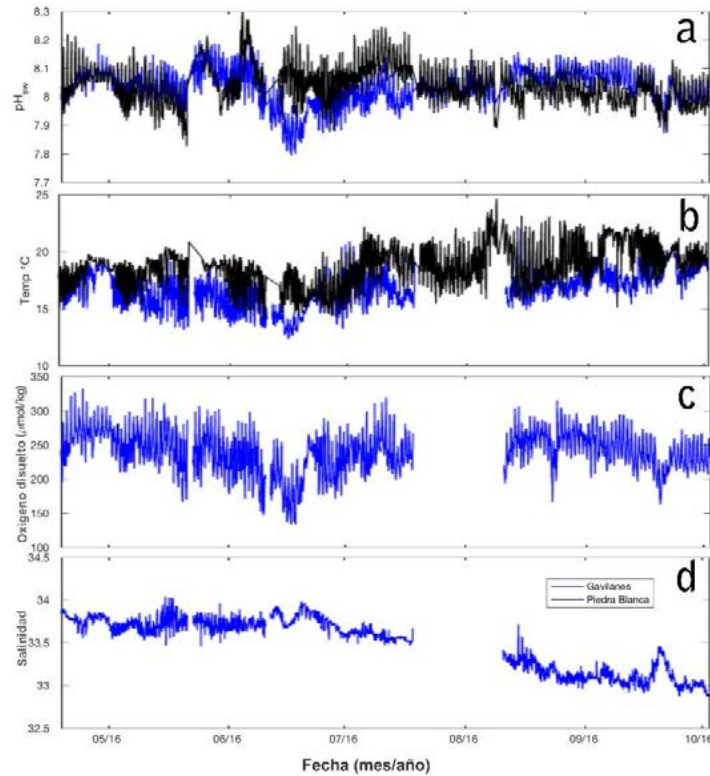 a
8.3
8.2
8.1
8
7.9
7.8
7.7
pH_sw
b
25
20
15
10
Temp °C
c
350
300
250
200
150
100
Oxígeno disuelto (μmol/kg)
d
34.5
34
33.5
33
32.5
Salinidad
Gavilanes
Piedra Blanca
05/16 06/16 07/16 08/16 09/16 10/16
Fecha (mes/año)